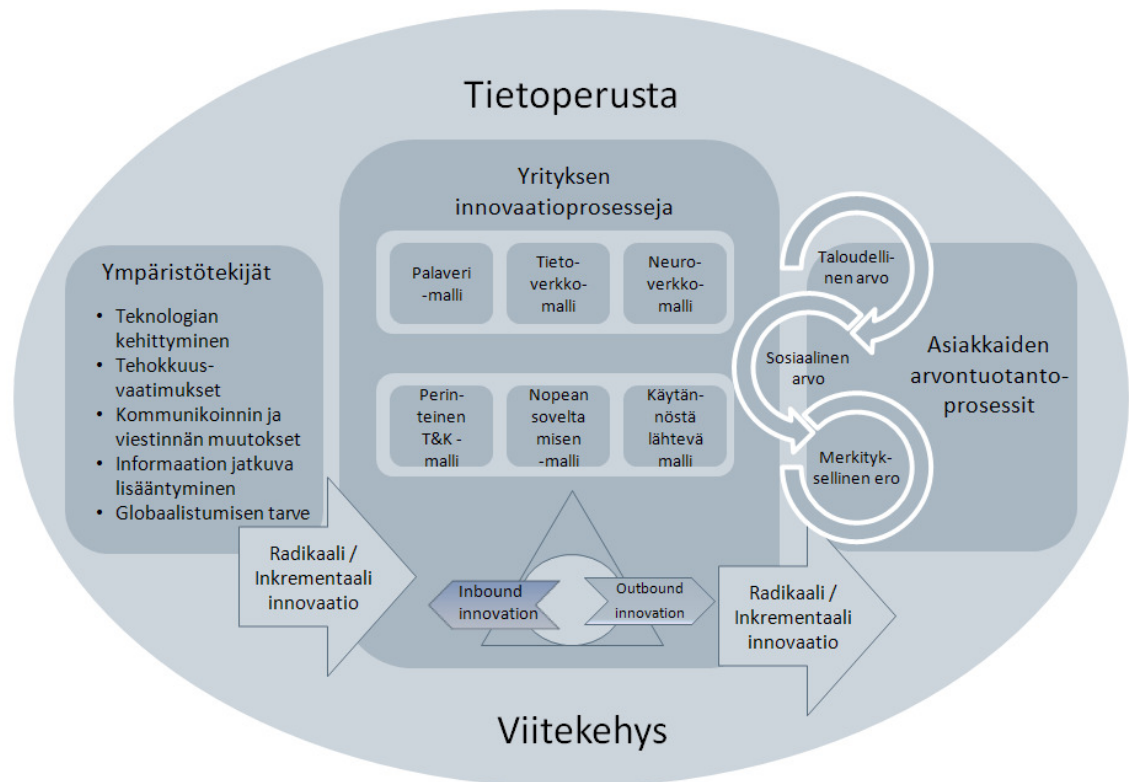 Tietoperusta
Yrityksen
innovaatioprosesseja
Palaveri
-malli
Tieto-
verkko-
malli
Neuro-
verkko-
malli
Perin-
teinen
T&K -
malli
Nopean
sovelta
misen
-malli
Käytän-
nöstä
lähtevä
malli
Ympäristötekijät
• Teknologian
kehittyminen
• Tehokkuus-
vaatimukset
• Kommunikoinnin ja
viestinnän muutokset
• Informaation jatkuva
lisääntyminen
• Globaalistumisen tarve
Radikaali /
Inkrementaali
innovaatio
Inbound
innovation
Outbound
innovation
Radikaali /
Inkrementaali
innovaatio
Taloudelli-
nen arvo
Sosiaalinen
arvo
Merkityk-
sellinen ero
Asiakkaiden
arvontuotanto-
prosessit
Viitekehys